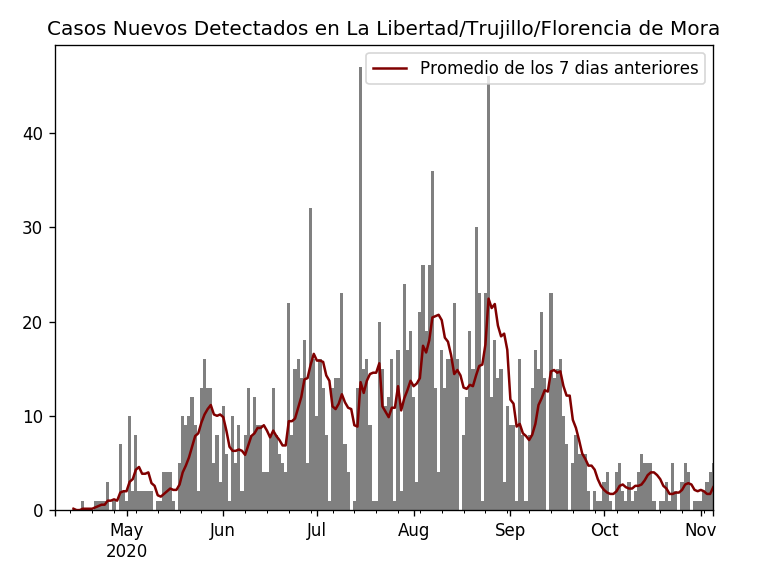 Casos Nuevos Detectados en La Libertad/Trujillo/Florencia de Mora
Promedio de los 7 dias anteriores
40
30
20
10
0
May Jun Jul Aug Sep Oct Nov
2020